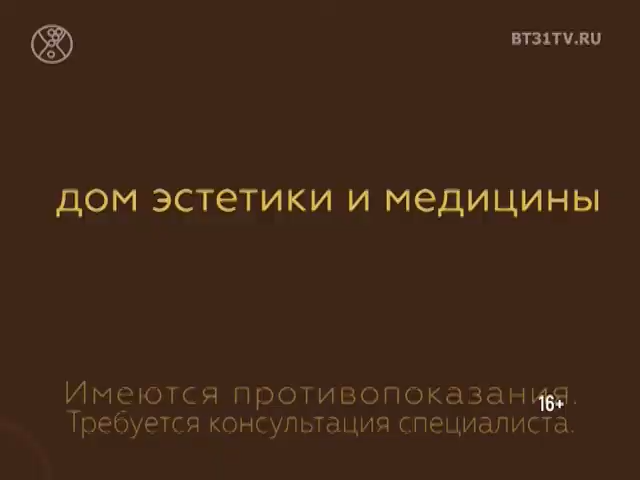 BT31TV.RU
дом эстетики и медицины
Имеются противопоказания.
16+
Требуется консультация специалиста.